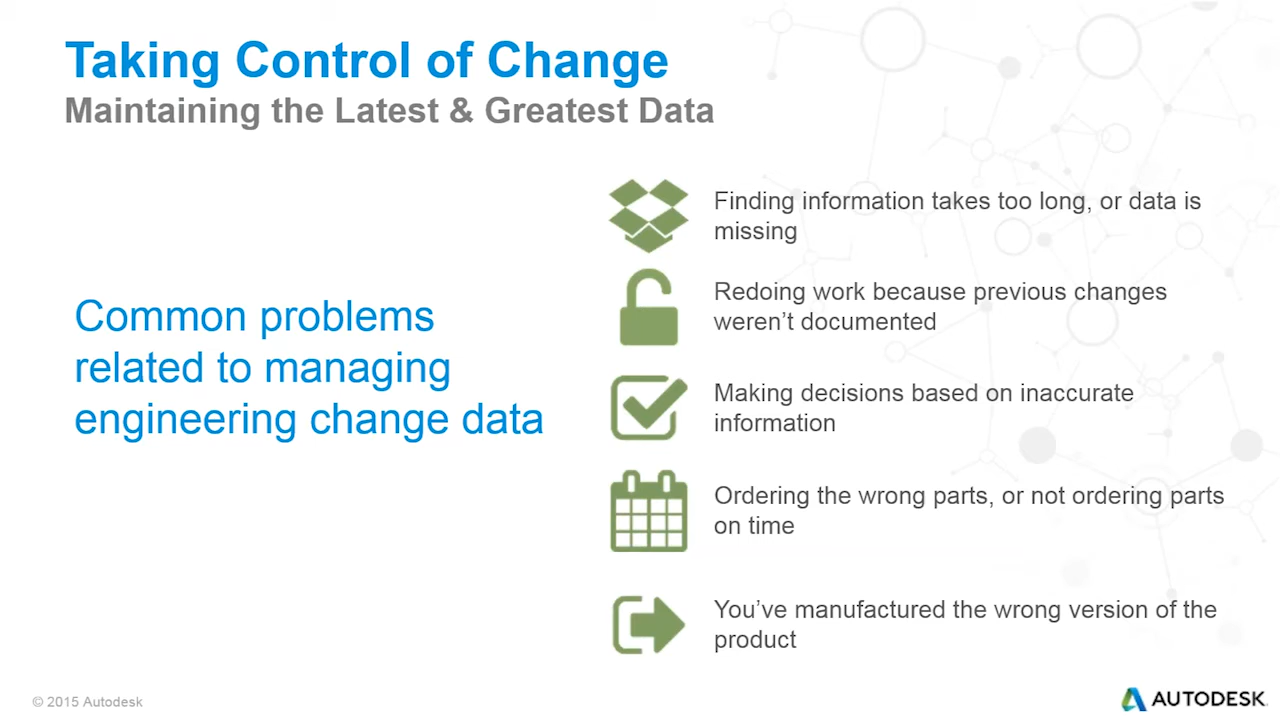 Taking Control of Change
Maintaining the Latest & Greatest Data
Common problems
related to managing
engineering change data
Finding information takes too long, or data is
missing
Redoing work because previous changes
weren’t documented
Making decisions based on inaccurate
information
Ordering the wrong parts, or not ordering parts
on time
You’ve manufactured the wrong version of the
product
© 2015 Autodesk
AUTODESK.